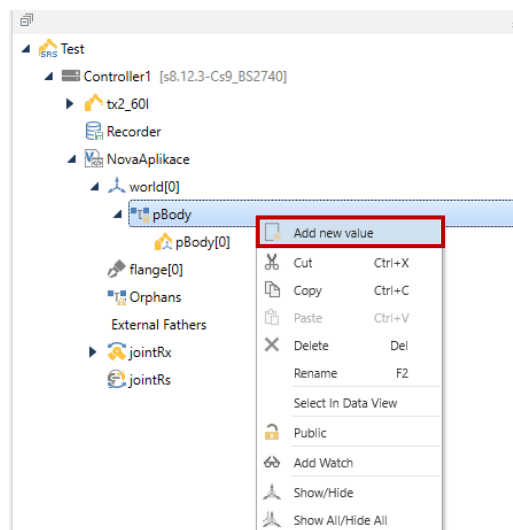 SRS Test
Controller1 [s8.12.3-Cs9_BS2740]
tx2_60l
Recorder
NovaAplikace
world[0]
pBody
pBody[0]
flange[0]
Orphans
External Fathers
jointRx
jointRs
Add new value
Cut Ctrl+X
Copy Ctrl+C
Paste Ctrl+V
Delete Del
Rename F2
Select In Data View
Public
Add Watch
Show/Hide
Show All/Hide All